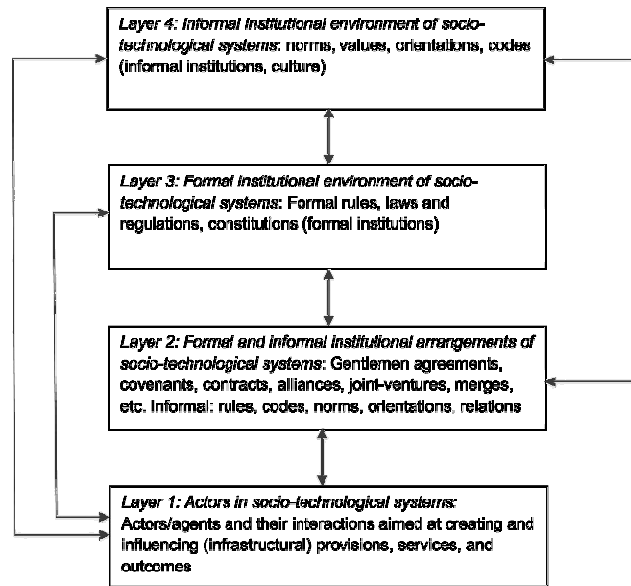 Layer 4: Informal institutional environment of socio-
technological systems: norms, values, orientations, codes
(informal institutions, culture)
Layer 3: Formal institutional environment of socio-
technological systems: Formal rules, laws and
regulations, constitutions (formal institutions)
Layer 2: Formal and informal institutional arrangements of
socio-technological systems: Gentlemen agreements,
covenants, contracts, alliances, joint-ventures, merges,
etc. Informal: rules, codes, norms, orientations, relations
Layer 1: Actors in socio-technological systems:
Actors/agents and their interactions aimed at creating and
influencing (infrastructural) provisions, services, and
outcomes